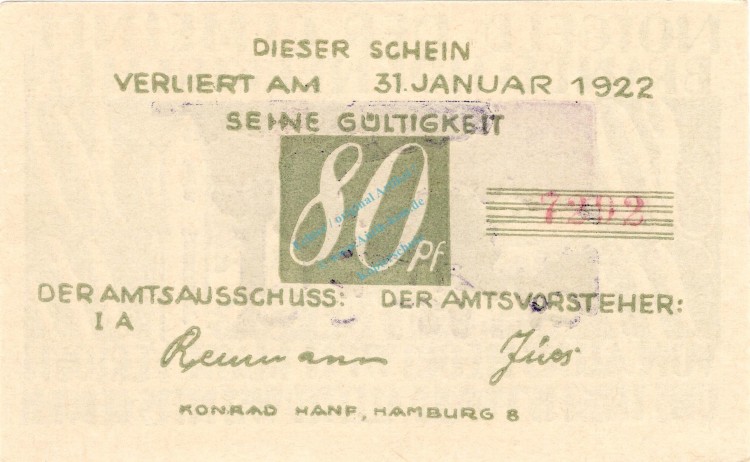 DIESER SCHEIN
VERLIERT AM 31. JANUAR 1922
SEINE GÜLTIGKEIT
80 Pf
7292
DER AMTSAUSSCHUSS: DER AMTSVORSTEHER:
I A
KONRAD HANF, HAMBURG 8